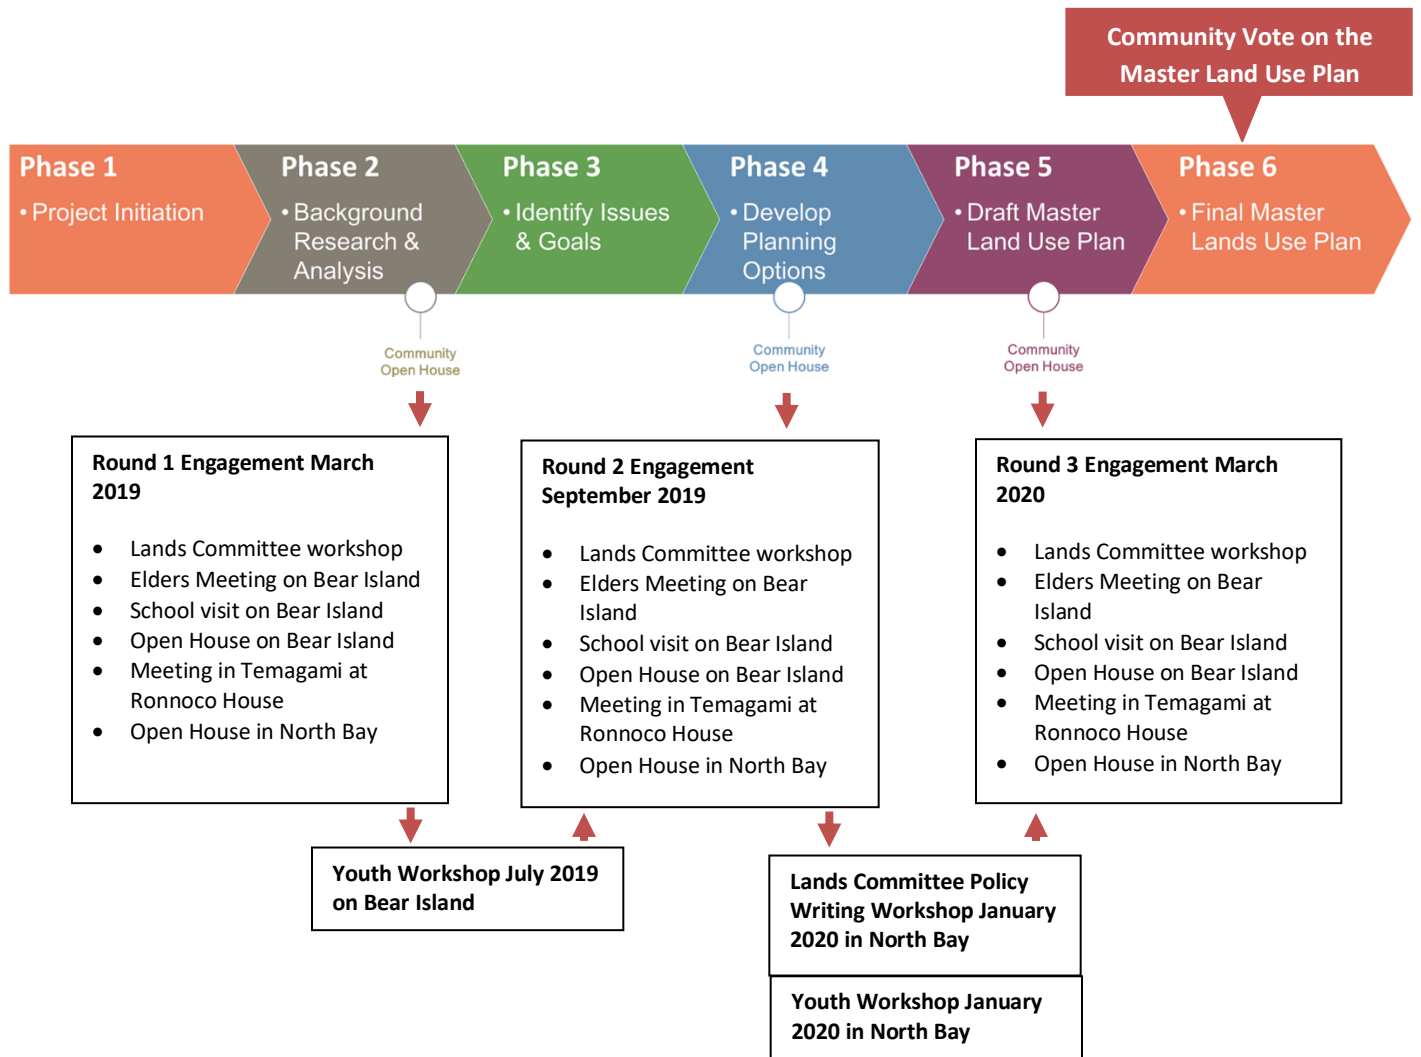 Community Vote on the
Master Land Use Plan
Phase 1
• Project Initiation
Phase 2
• Background
Research &
Analysis
Phase 3
• Identify Issues
& Goals
Phase 4
• Develop
Planning
Options
Phase 5
• Draft Master
Land Use Plan
Phase 6
• Final Master
Lands Use Plan
Community
Open House
Community
Open House
Community
Open House
Round 1 Engagement March
2019
• Lands Committee workshop
• Elders Meeting on Bear Island
• School visit on Bear Island
• Open House on Bear Island
• Meeting in Temagami at
Ronnoco House
• Open House in North Bay
Round 2 Engagement
September 2019
• Lands Committee workshop
• Elders Meeting on Bear
Island
• School visit on Bear Island
• Open House on Bear Island
• Meeting in Temagami at
Ronnoco House
• Open House in North Bay
Round 3 Engagement March
2020
• Lands Committee workshop
• Elders Meeting on Bear
Island
• School visit on Bear Island
• Open House on Bear Island
• Meeting in Temagami at
Ronnoco House
• Open House in North Bay
Youth Workshop July 2019
on Bear Island
Lands Committee Policy
Writing Workshop January
2020 in North Bay
Youth Workshop January
2020 in North Bay